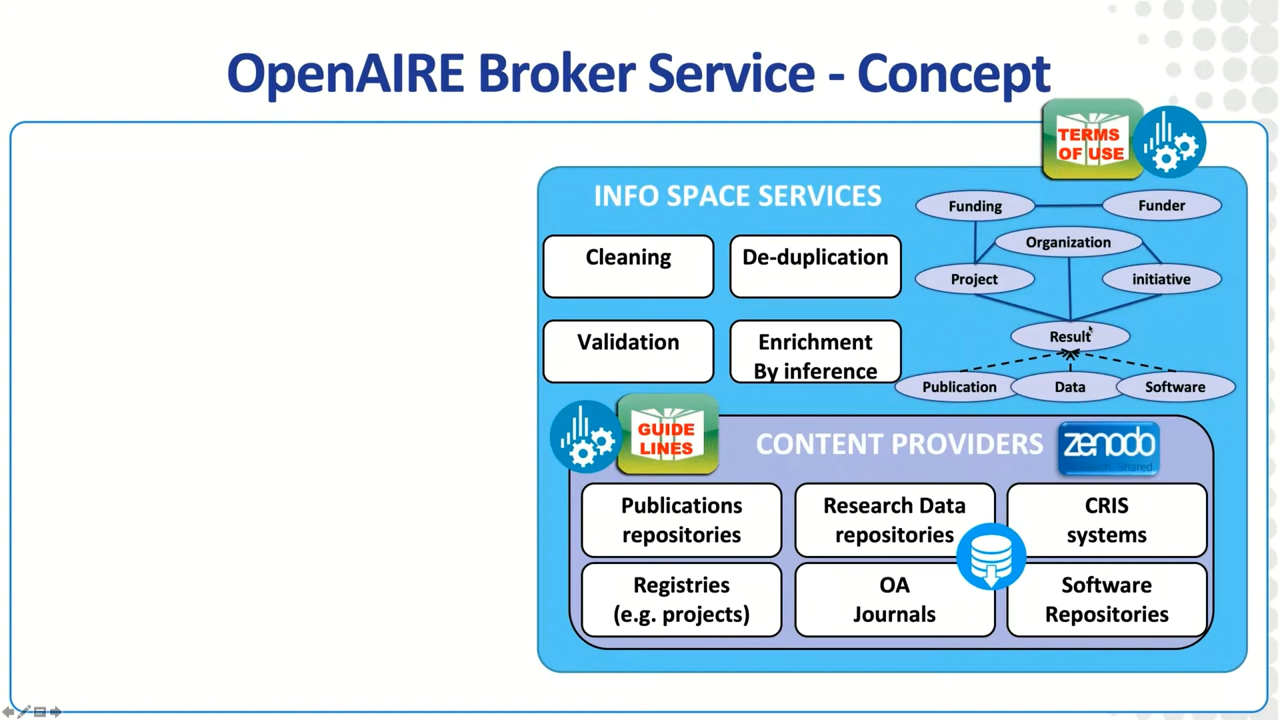 OpenAIRE Broker Service - Concept
TERMS
OF USE
INFO SPACE SERVICES
Cleaning
De-duplication
Validation
Enrichment
By inference
Funding
Funder
Organization
Project
initiative
Result
Publication
Data
Software
GUIDE
LINES
CONTENT PROVIDERS
zenodo
Research. Shared
Publications
repositories
Research Data
repositories
CRIS
systems
Registries
(e.g. projects)
OA
Journals
Software
Repositories